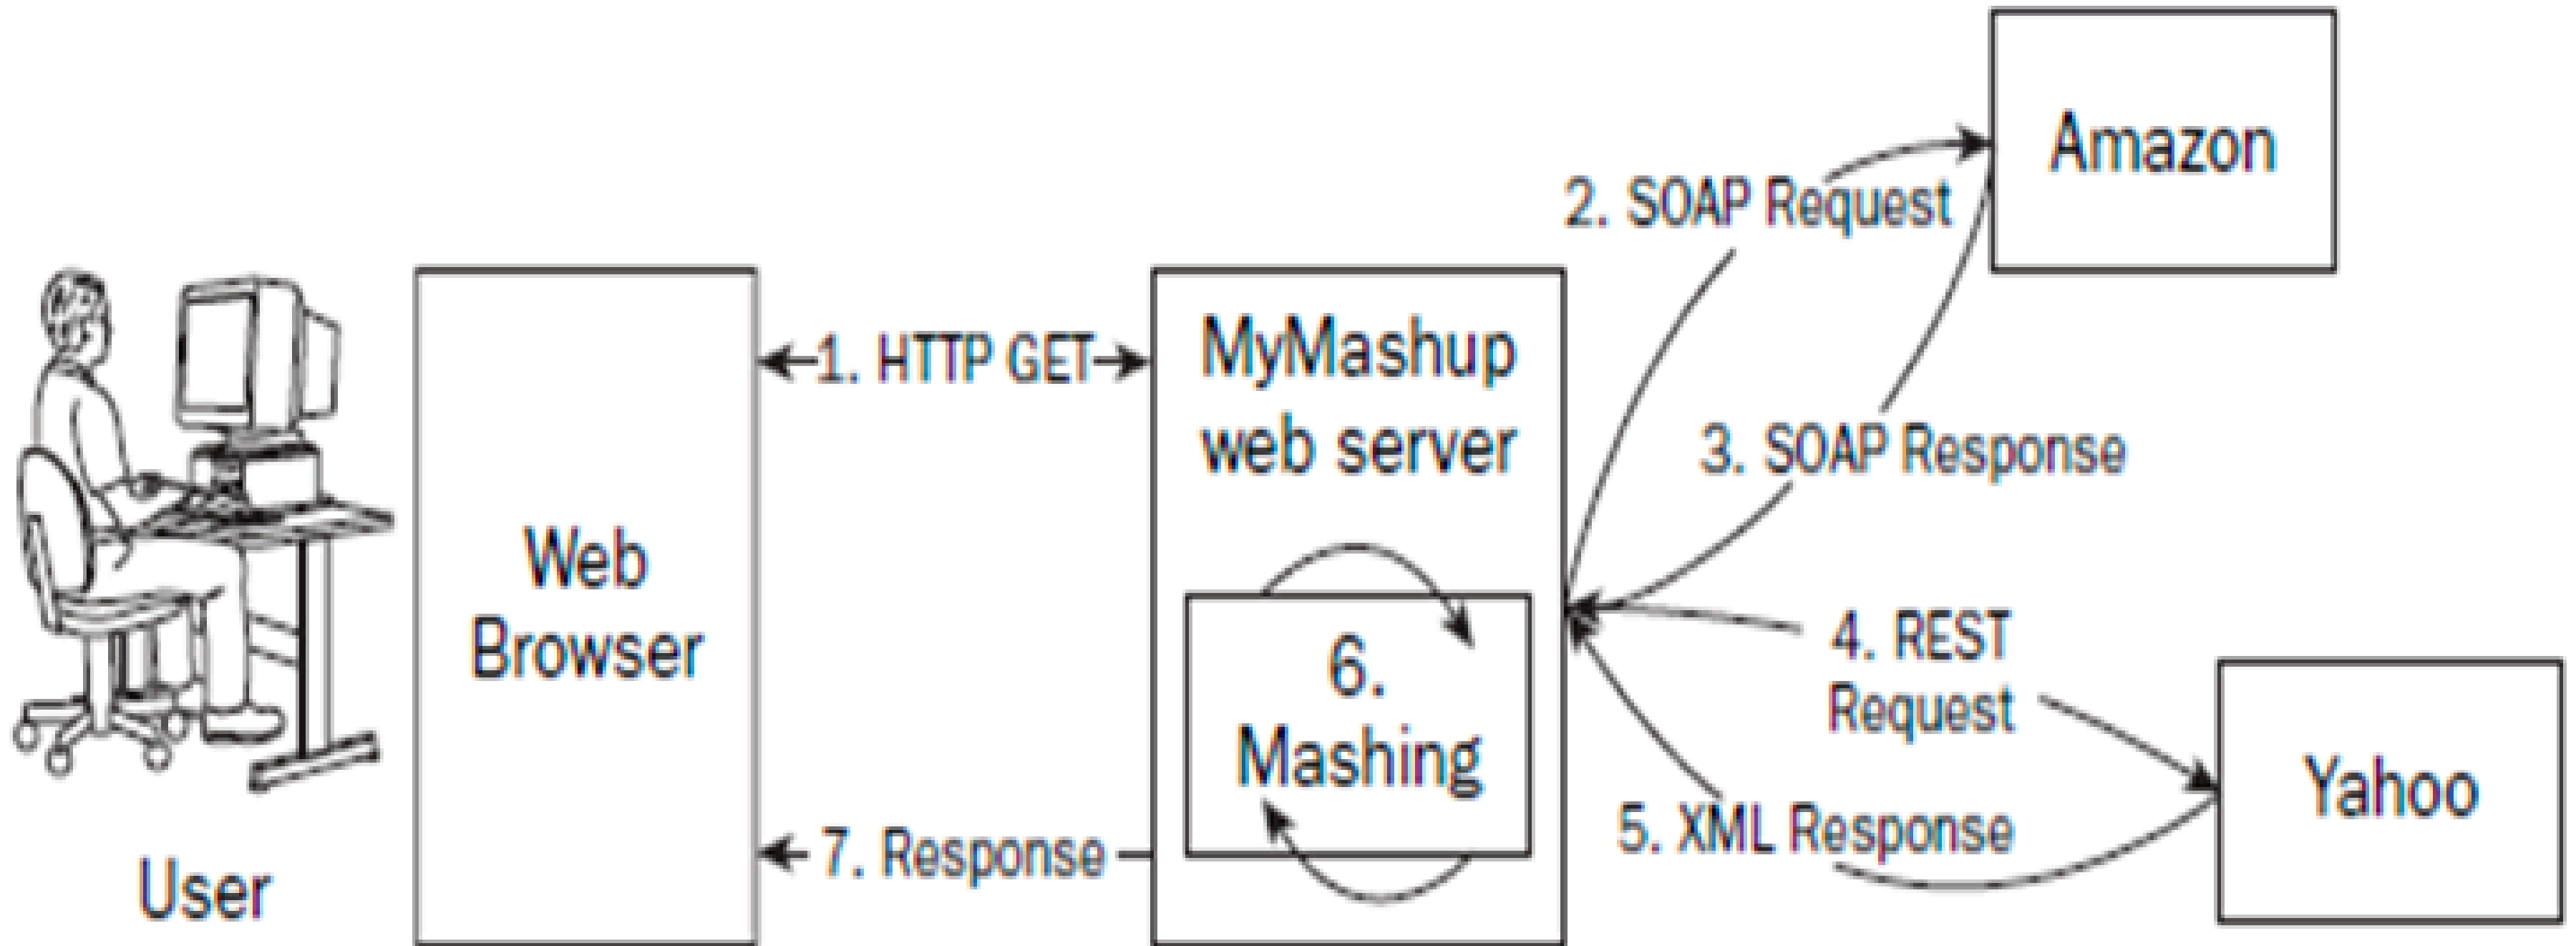 User
Web
Browser
1. HTTP GET
MyMashup
web server
6.
Mashing
7. Response
2. SOAP Request
3. SOAP Response
Amazon
4. REST
Request
5. XML Response
Yahoo